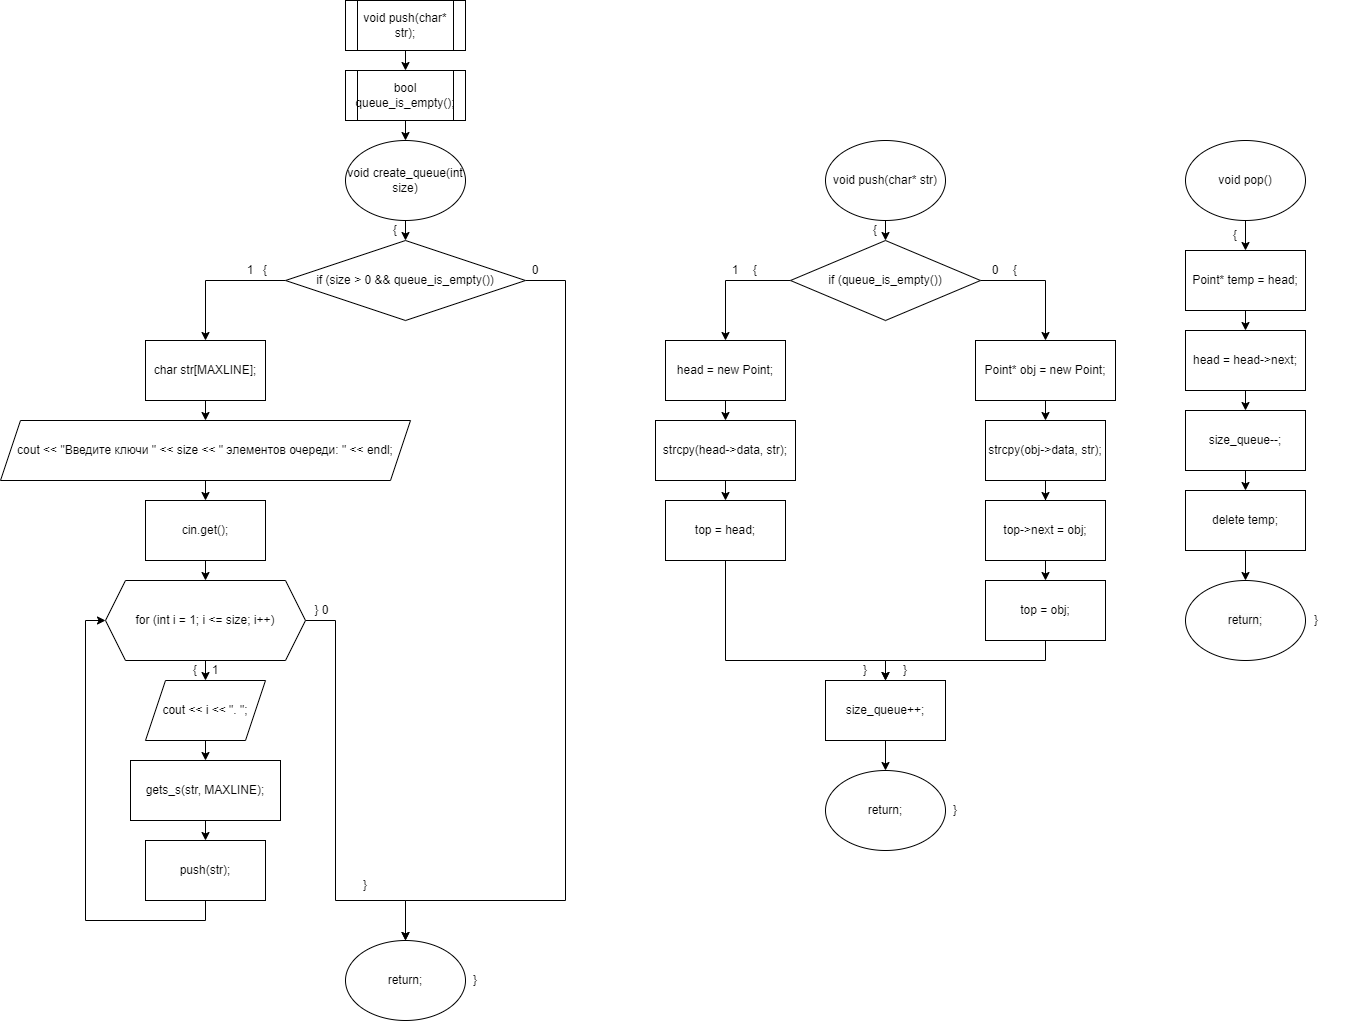 void push(char*
str);
bool
queue_is_empty();
void create_queue(int
size)
{
if (size > 0 && queue_is_empty())
1 {
0
char str[MAXLINE];
cout << "Введите ключи " << size << " элементов очереди: " << endl;
cin.get();
for (int i = 1; i <= size; i++)
} 0
{ 1
cout << i << ". ";
gets_s(str, MAXLINE);
push(str);
}
return;
}
void push(char* str)
{
if (queue_is_empty())
1 {
0 {
head = new Point;
strcpy(head->data, str);
top = head;
Point* obj = new Point;
strcpy(obj->data, str);
top->next = obj;
top = obj;
} }
size_queue++;
return;
}
void pop()
{
Point* temp = head;
head = head->next;
size_queue--;
delete temp;
return;
}